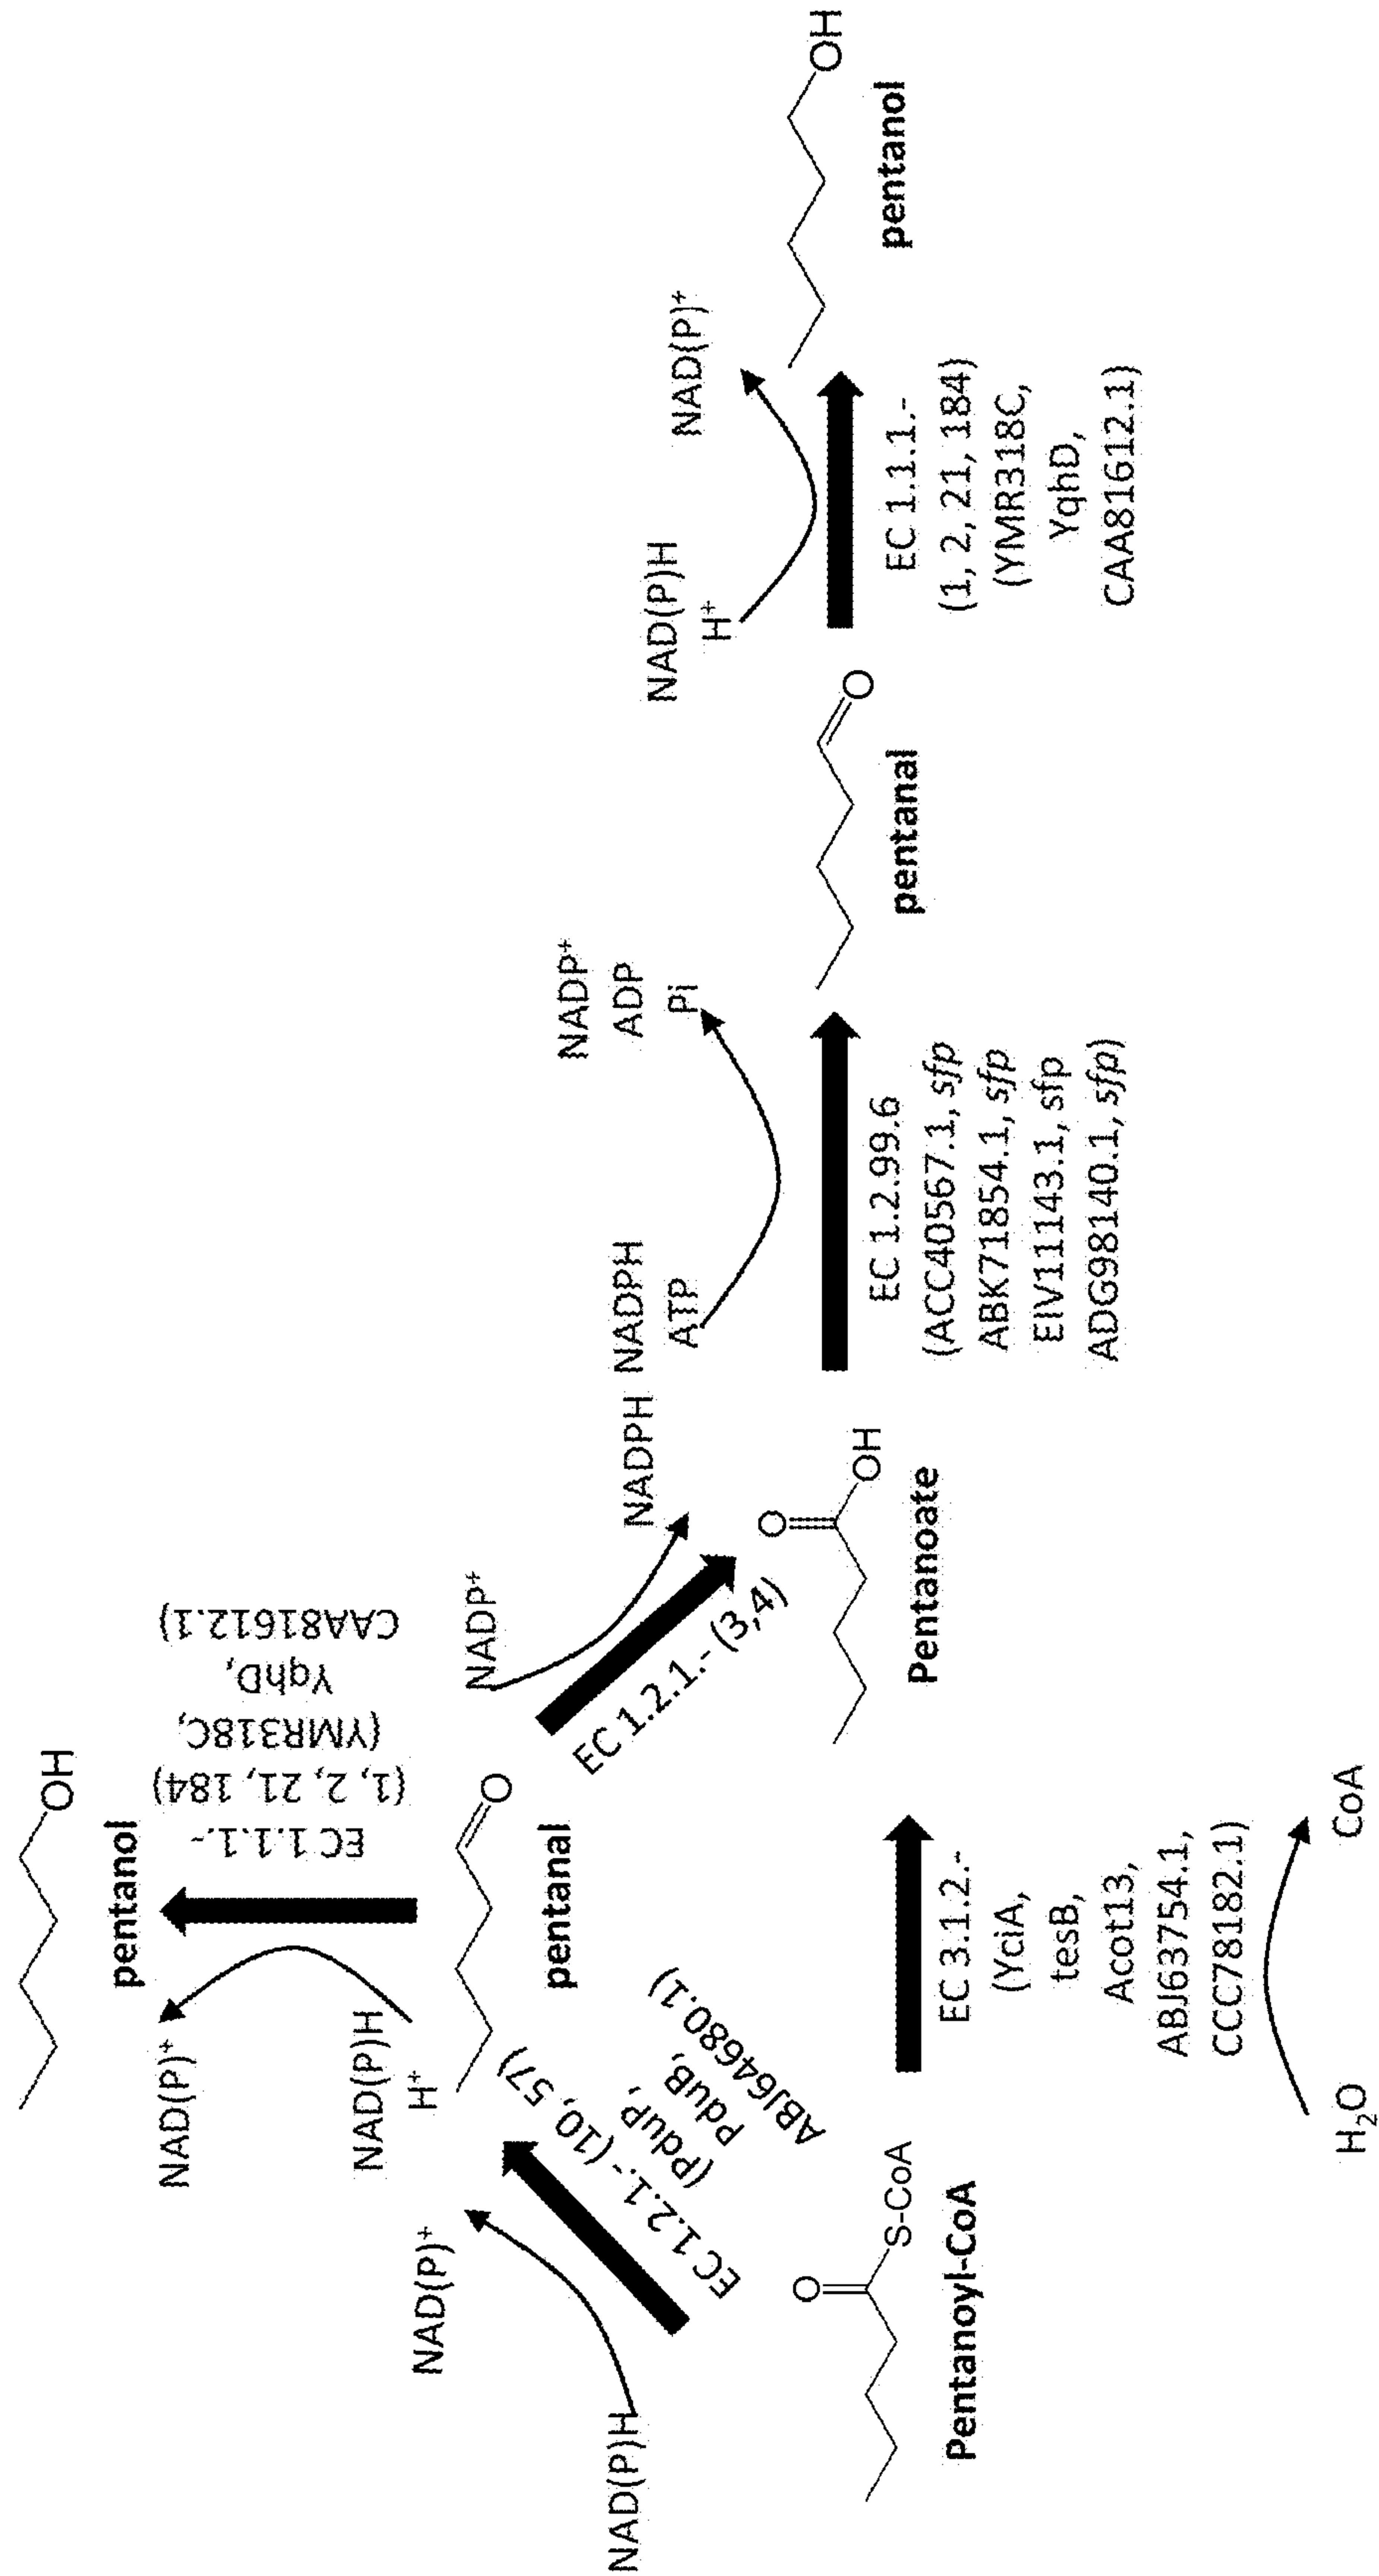 OH
pentanol
NAD(P)+
NAD(P)H
H+
EC 1.1.1.-
(1, 2, 21, 184)
(YMR318C,
YqhD,
CAA81612.1)
O
pentanal
NAD(P)+
NAD(P)H
EC 1.2.1.- (10, 57)
(PduP,
PduB,
ABJ64680.1)
NADP+
NADPH
EC 1.2.1.- (3,4)
O
S-CoA
Pentanoyl-CoA
EC 3.1.2.-
(YciA,
tesB,
Acot13,
ABJ63754.1,
CCC78182.1)
H2O
CoA
O
OH
Pentanoate
NADPH
ATP
NADP+
ADP
Pi
EC 1.2.99.6
(ACC40567.1, sfp
ABK71854.1, sfp
EIV11143.1, sfp
ADG98140.1, sfp)
O
pentanal
NAD(P)H
H+
NAD(P)+
EC 1.1.1.-
(1, 2, 21, 184)
(YMR318C,
YqhD,
CAA81612.1)
OH
pentanol